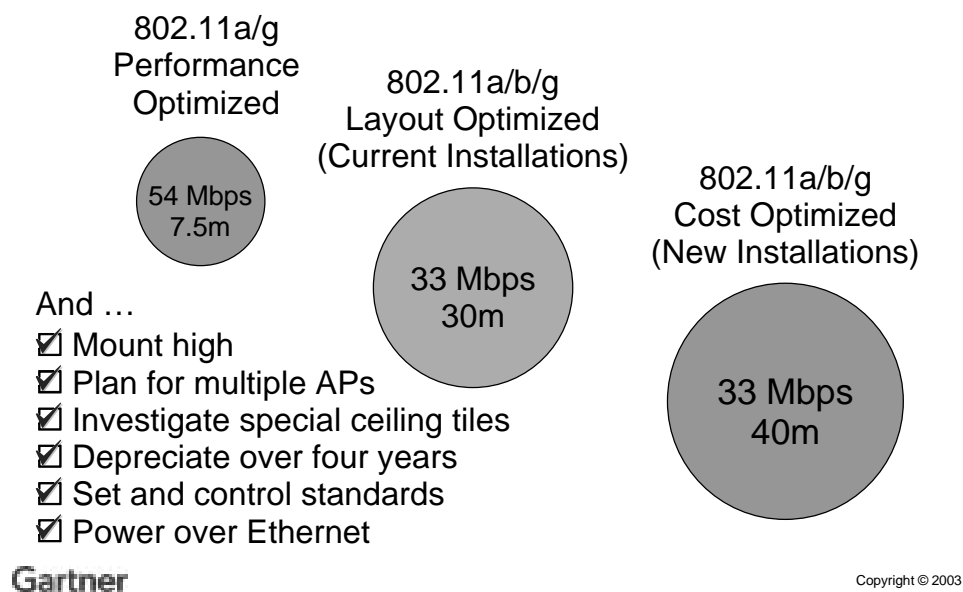 802.11a/g
Performance
Optimized
54 Mbps
7.5m
802.11a/b/g
Layout Optimized
(Current Installations)
33 Mbps
30m
802.11a/b/g
Cost Optimized
(New Installations)
33 Mbps
40m
And …
Mount high
Plan for multiple APs
Investigate special ceiling tiles
Depreciate over four years
Set and control standards
Power over Ethernet
Gartner
Copyright © 2003